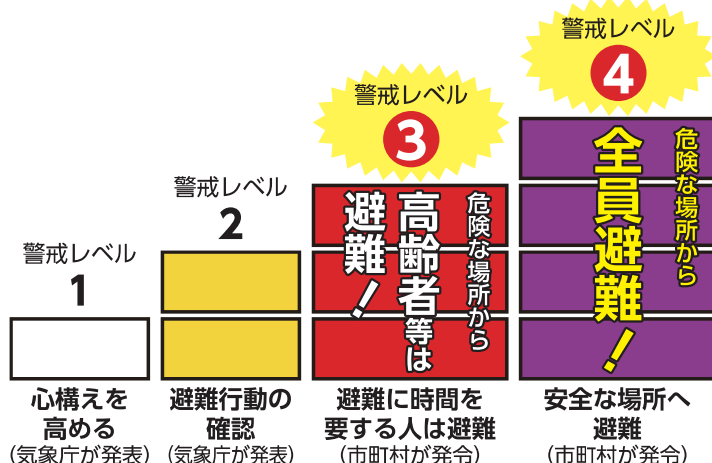 警戒レベル
1
心構えを
高める
(気象庁が発表)
警戒レベル
2
避難行動の
確認
(気象庁が発表)
警戒レベル
3
危険な場所から
高齢者等は
避難!
避難に時間を
要する人は避難
(市町村が発令)
警戒レベル
4
危険な場所から
全員避難!
安全な場所へ
避難
(市町村が発令)